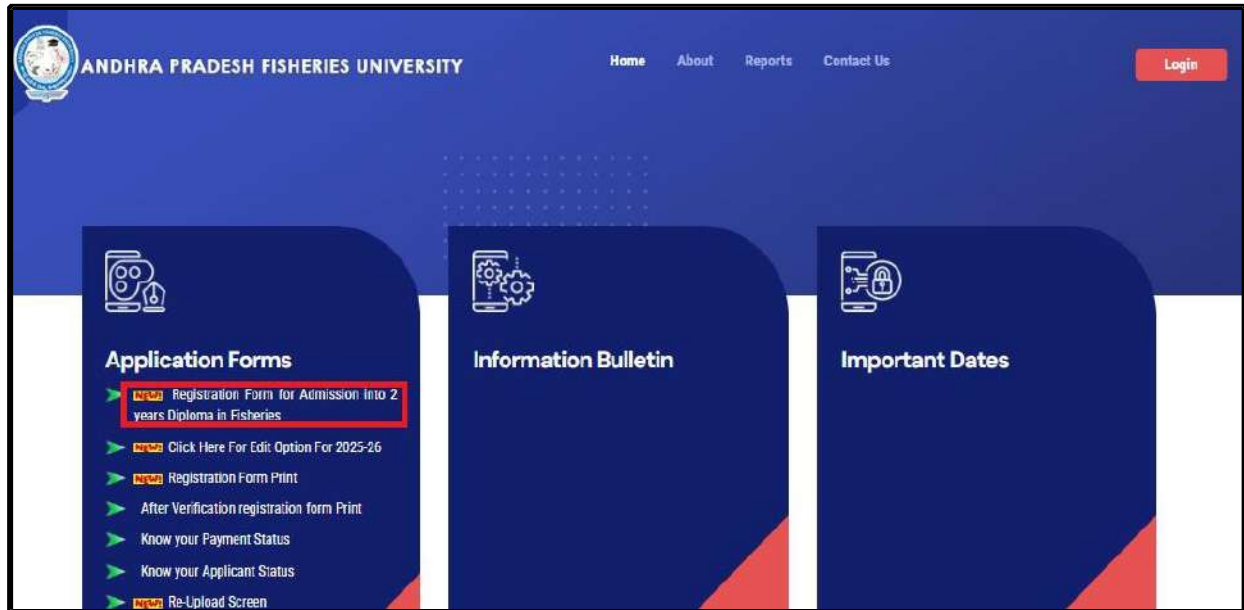 ANDHRA PRADESH FISHERIES UNIVERSITY
Home About Reports Contact Us
Login
Application Forms
NEW! Registration Form for Admission Into 2
years Diploma in Fisheries
NEW! Click Here For Edit Option For 2025-26
NEW! Registration Form Print
After Verification registration form Print
Know your Payment Status
Know your Applicant Status
NEW! Re-Upload Screen
Information Bulletin
Important Dates